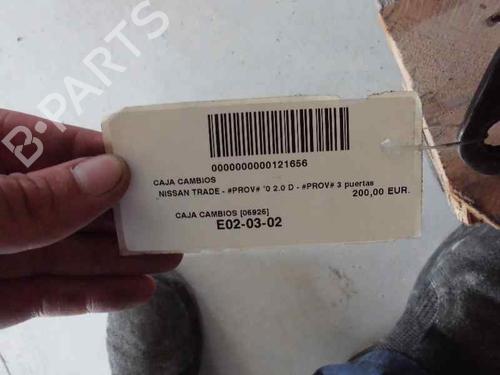 B-PARTS
0000000000121656
CAJA CAMBIOS
NISSAN TRADE - #PROV# '0 2.0 D - #PROV# 3 puertas
200,00 EUR.
CAJA CAMBIOS [06926]
E02-03-02